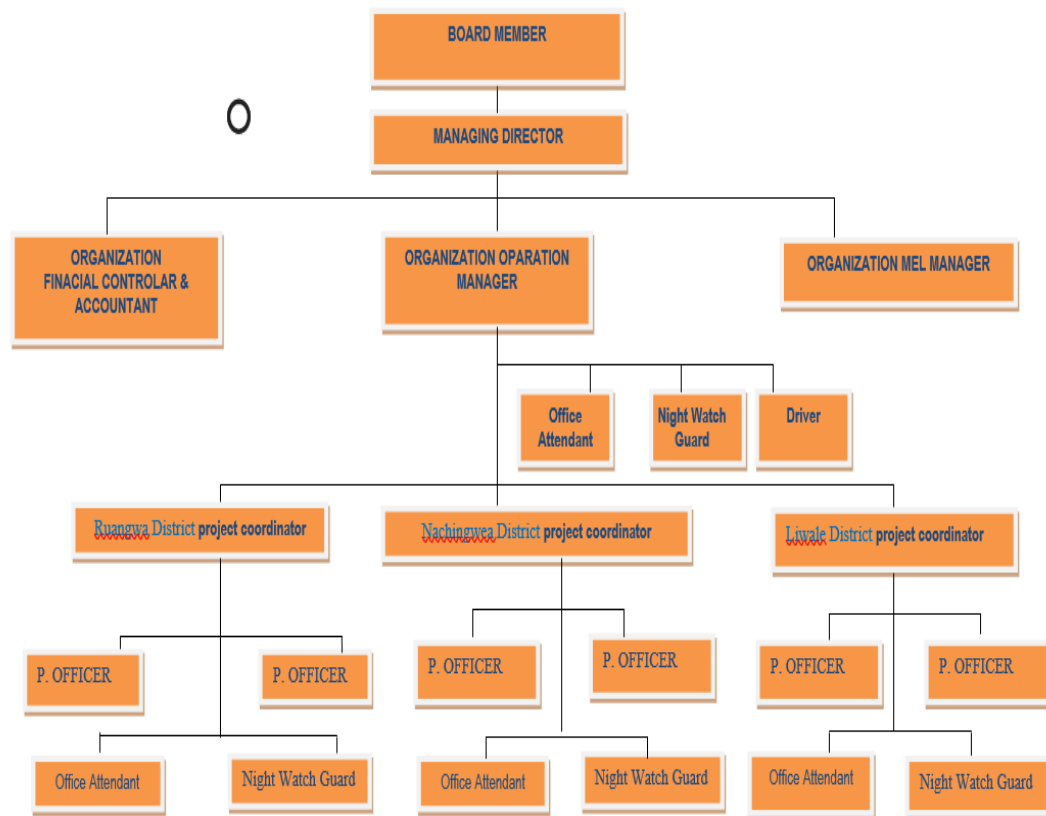 BOARD MEMBER
O
MANAGING DIRECTOR
ORGANIZATION
FINACIAL CONTROLAR &
ACCOUNTANT
ORGANIZATION OPARATION
MANAGER
ORGANIZATION MEL MANAGER
Office
Attendant
Night Watch
Guard
Driver
Ruangwa District project coordinator
Nachingwea District project coordinator
Liwale District project coordinator
P. OFFICER
P. OFFICER
P. OFFICER
P. OFFICER
P. OFFICER
P. OFFICER
Office Attendant
Night Watch Guard
Office Attendant
Night Watch Guard
Office Attendant
Night Watch Guard